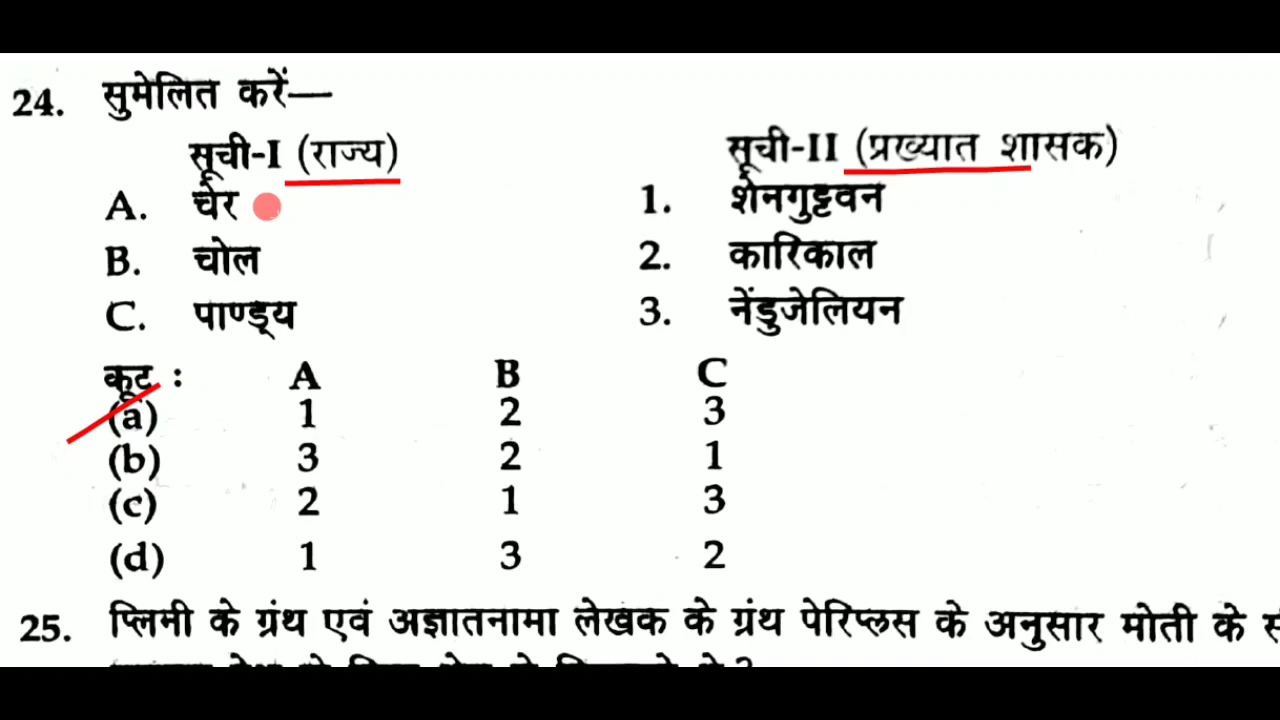 24. सुमेलित करें—
सूची-I (राज्य) सूची-II (प्रख्यात शासक)
A. चेर 1. शेनगुट्टवन
B. चोल 2. कारिकाल
C. पाण्ड्य 3. नेंडुजेलियन
कूट : A B C
(a) 1 2 3
(b) 3 2 1
(c) 2 1 3
(d) 1 3 2
25. प्लिमी के ग्रंथ एवं अज्ञातनामा लेखक के ग्रंथ पेरिप्लस के अनुसार मोती के